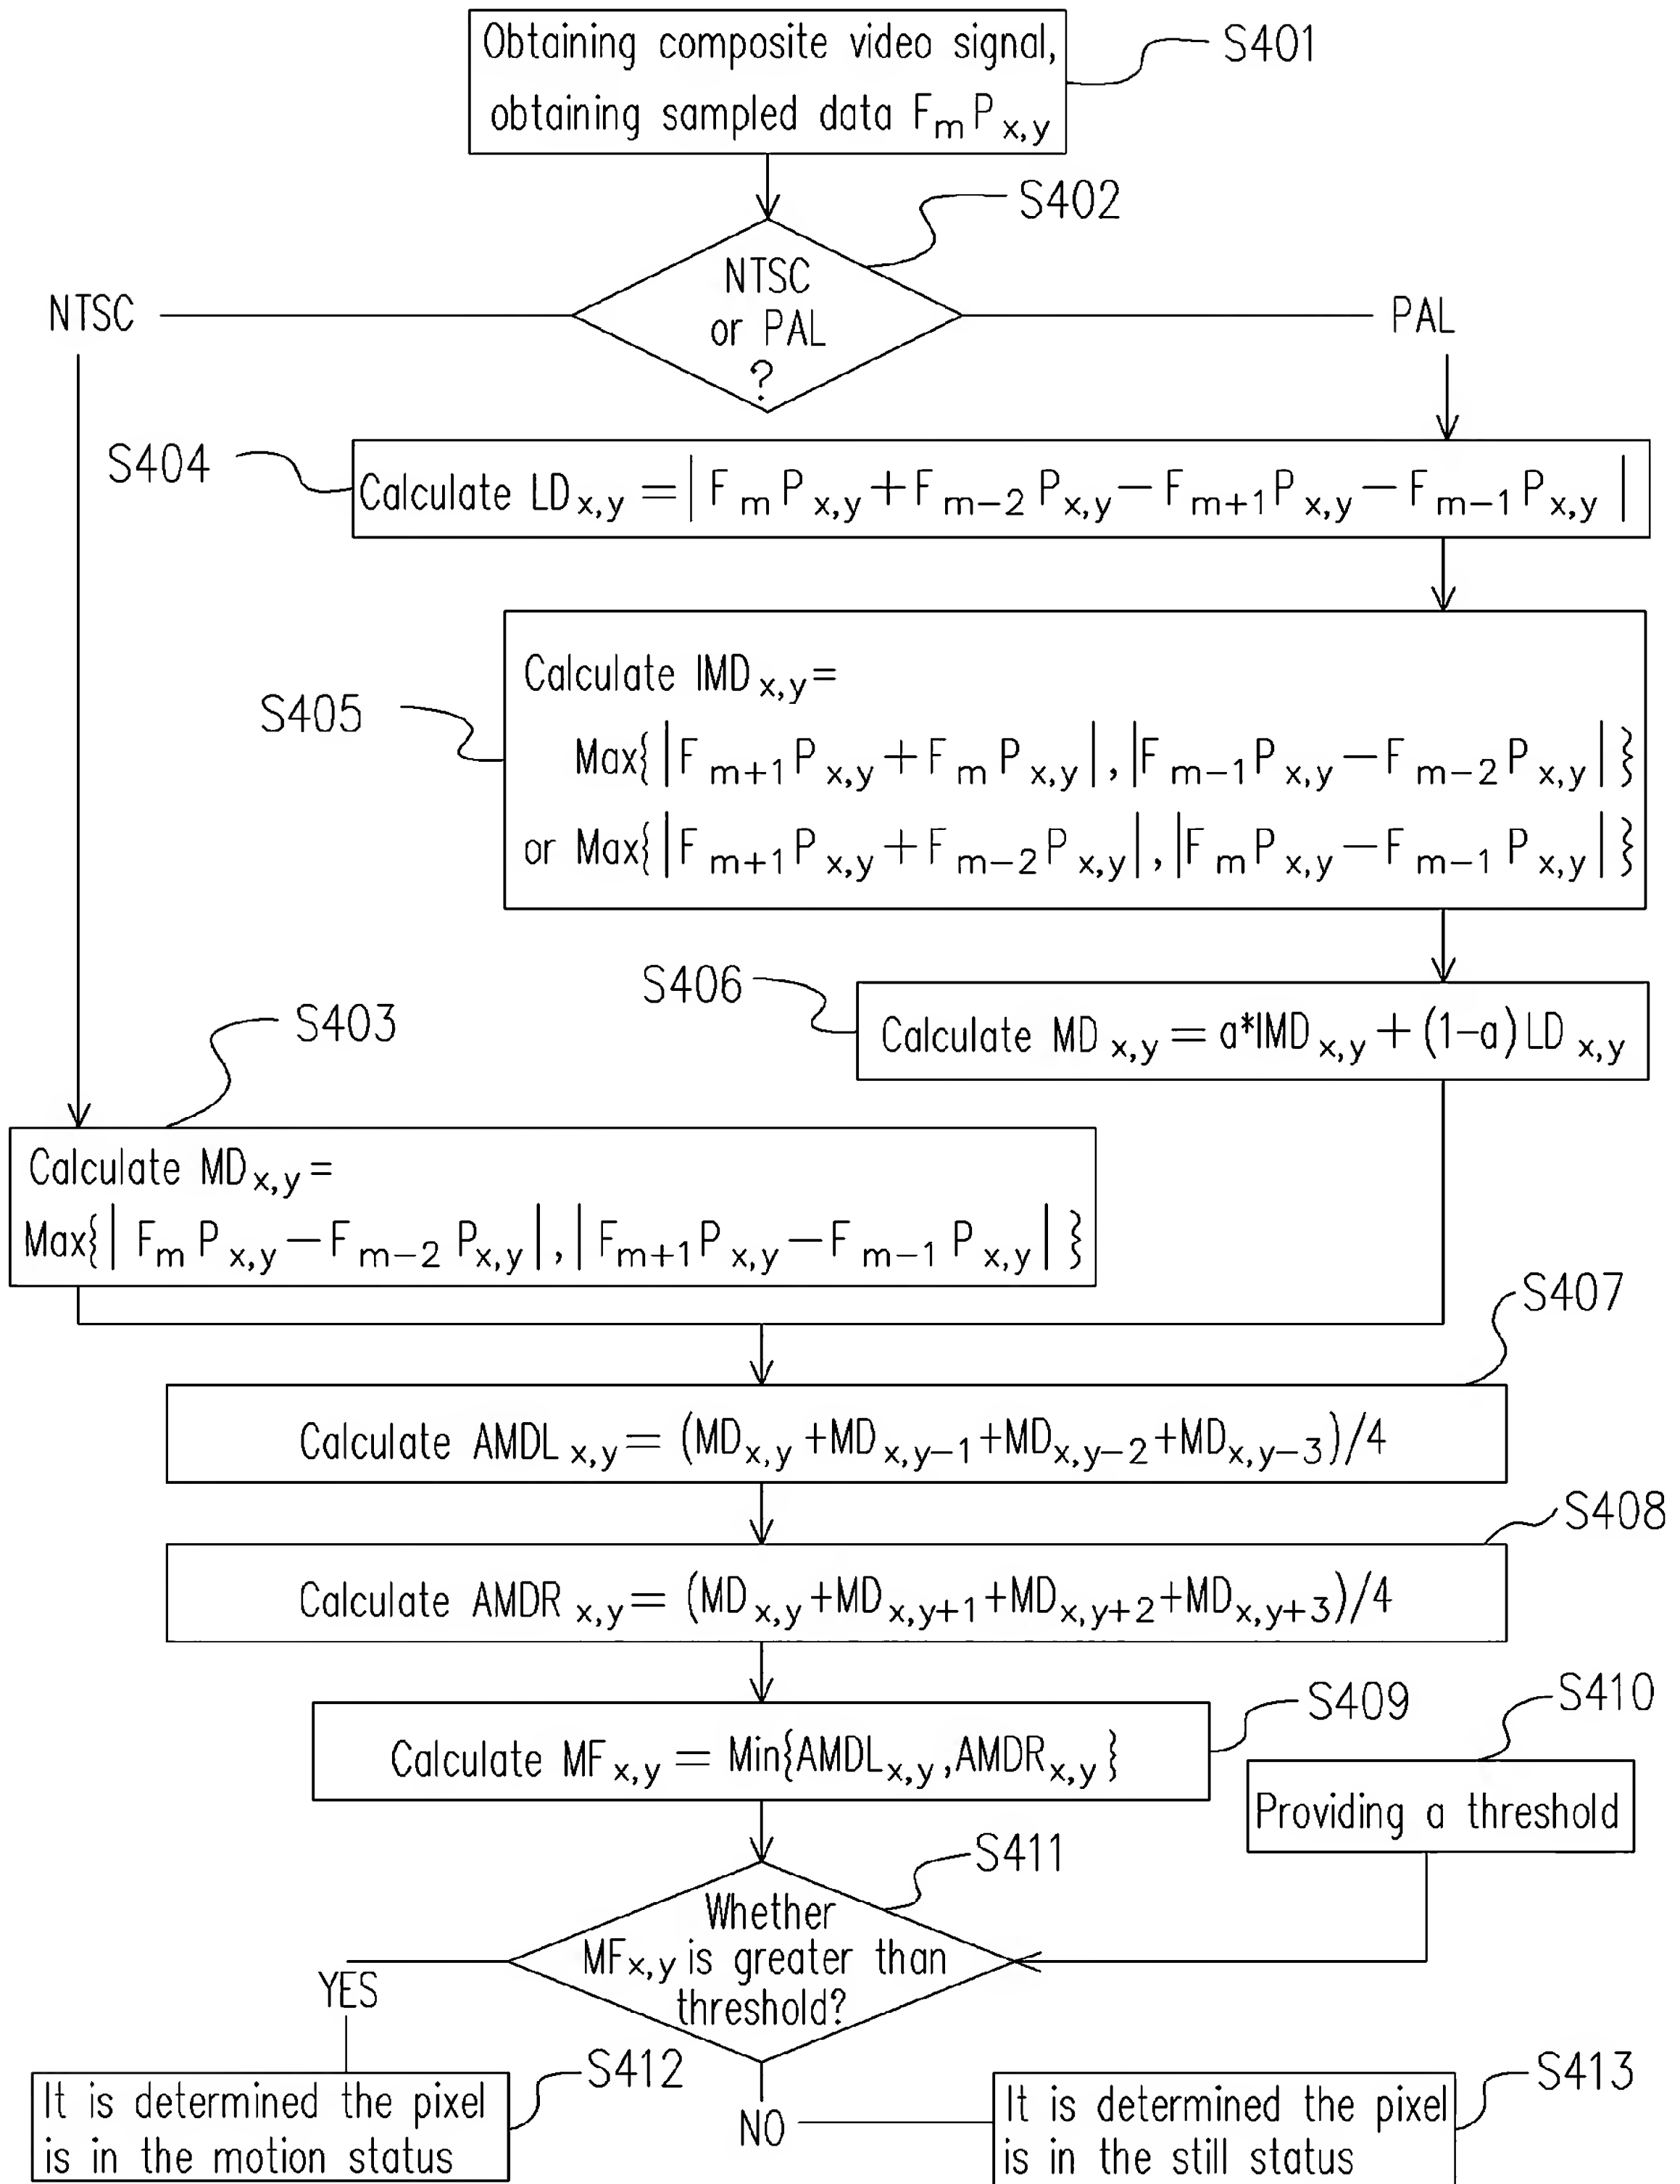 Obtaining composite video signal,
obtaining sampled data F_m P_x,y
S401
S402
NTSC
or PAL
?
NTSC
PAL
S404
Calculate LD_x,y = | F_m P_x,y + F_m-2 P_x,y - F_m+1 P_x,y - F_m-1 P_x,y |
S405
Calculate IMD_x,y =
Max{ | F_m+1 P_x,y + F_m P_x,y | , | F_m-1 P_x,y - F_m-2 P_x,y | }
or Max{ | F_m+1 P_x,y + F_m-2 P_x,y | , | F_m P_x,y - F_m-1 P_x,y | }
S406
Calculate MD_x,y = a*IMD_x,y + (1-a) LD_x,y
S403
Calculate MD_x,y =
Max{ | F_m P_x,y - F_m-2 P_x,y | , | F_m+1 P_x,y - F_m-1 P_x,y | }
S407
Calculate AMDL_x,y = (MD_x,y + MD_x,y-1 + MD_x,y-2 + MD_x,y-3)/4
S408
Calculate AMDR_x,y = (MD_x,y + MD_x,y+1 + MD_x,y+2 + MD_x,y+3)/4
S409
Calculate MF_x,y = Min{AMDL_x,y , AMDR_x,y}
S410
Providing a threshold
S411
Whether
MF_x,y is greater than
threshold?
YES
S412
It is determined the pixel
is in the motion status
NO
S413
It is determined the pixel
is in the still status